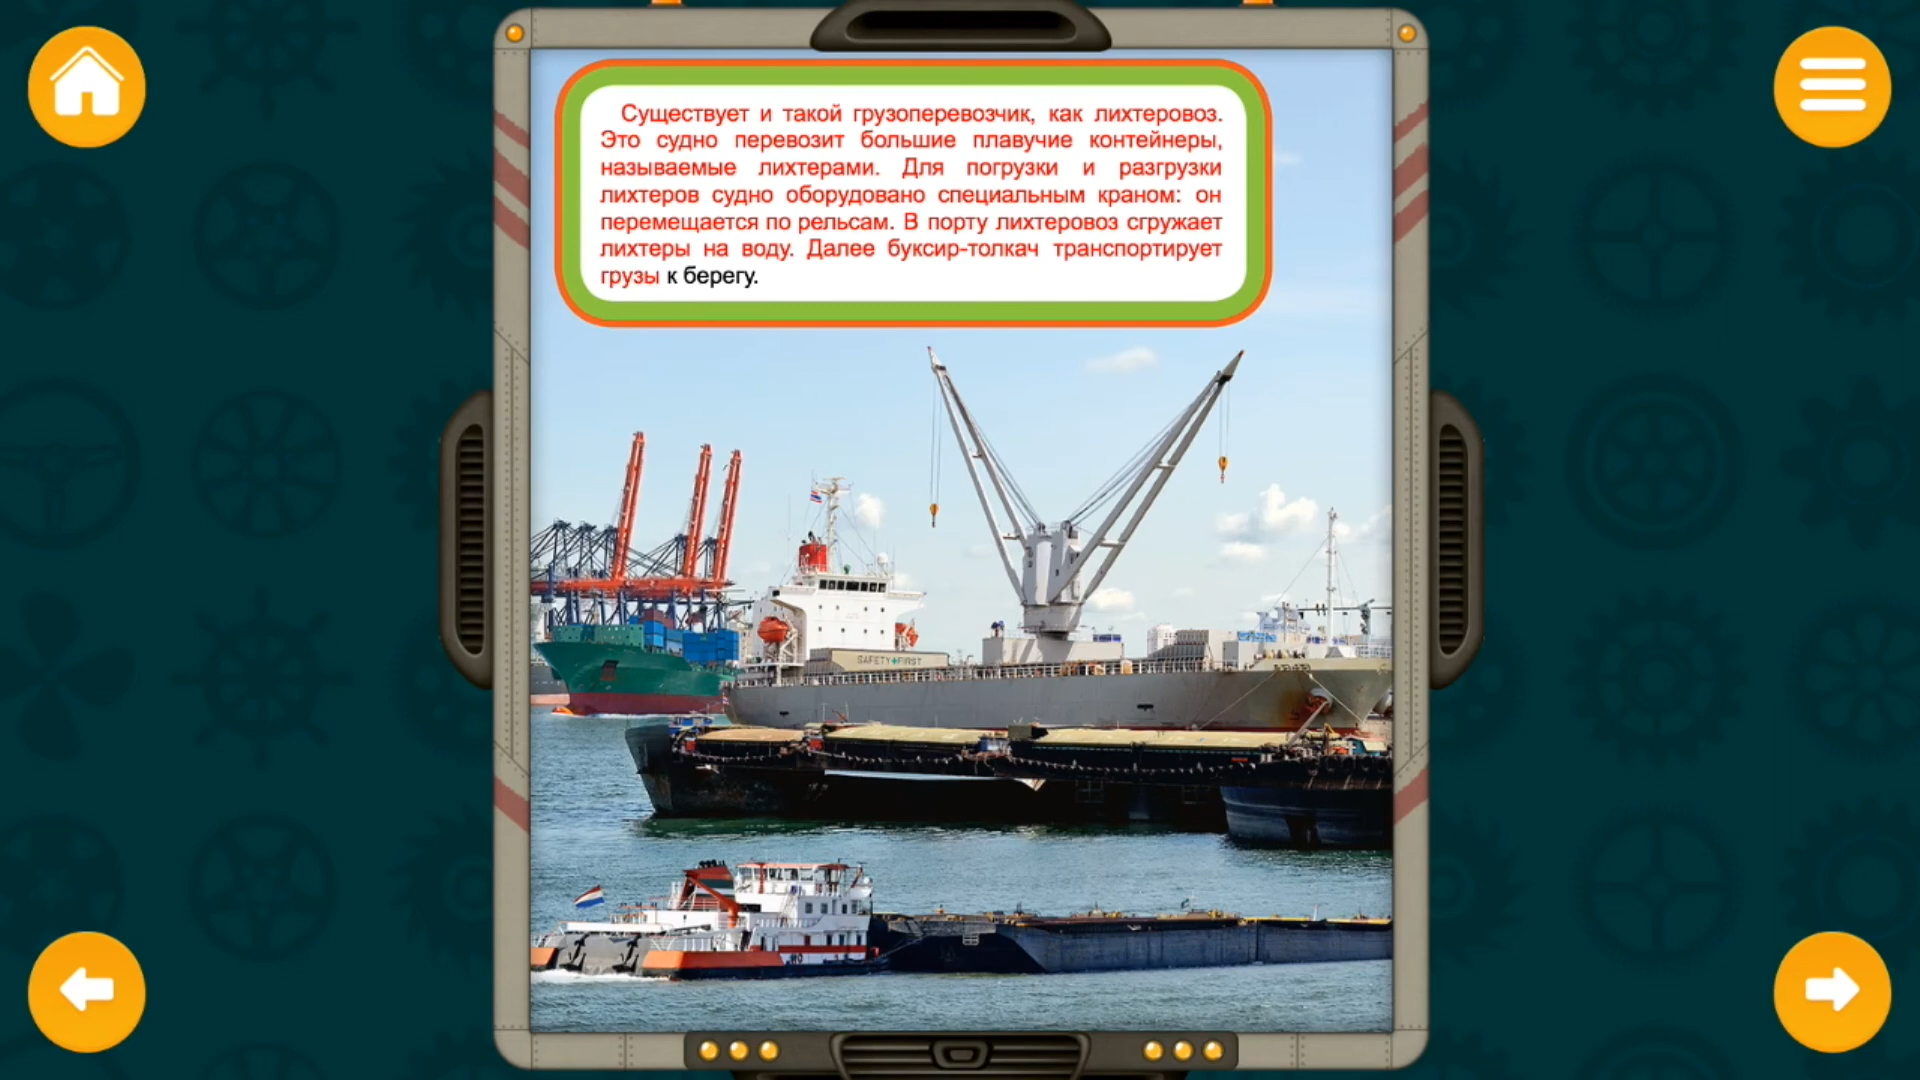 Существует и такой грузоперевозчик, как лихтеровоз.
Это судно перевозит большие плавучие контейнеры,
называемые лихтерами. Для погрузки и разгрузки
лихтеров судно оборудовано специальным краном: он
перемещается по рельсам. В порту лихтеровоз сгружает
лихтеры на воду. Далее буксир-толкач транспортирует
грузы к берегу.
SAFETY+FIRST